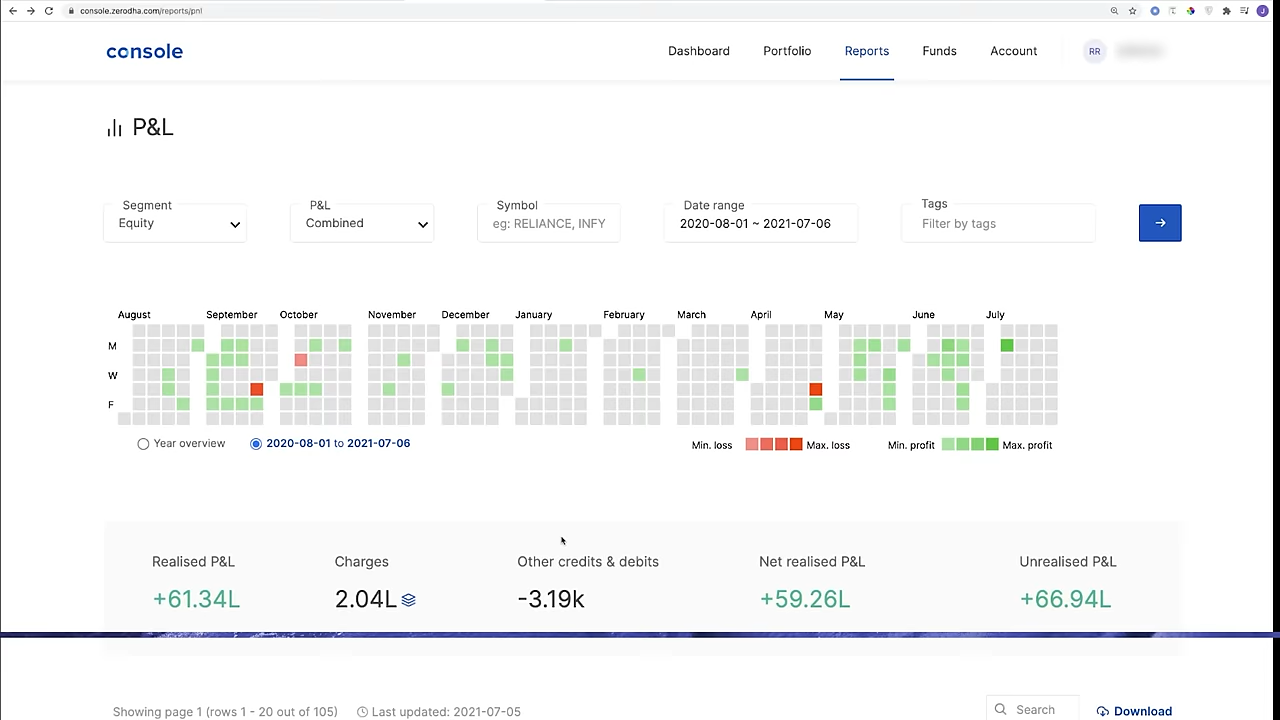 console.zerodha.com/reports/pnl
J
console
Dashboard
Portfolio
Reports
Funds
Account
RR
P&L
Segment
Equity
P&L
Combined
Symbol
eg: RELIANCE, INFY
Date range
2020-08-01 ~ 2021-07-06
Tags
Filter by tags
August September October November December January February March April May June July
M
W
F
Year overview
2020-08-01 to 2021-07-06
Min. loss
Max. loss
Min. profit
Max. profit
Realised P&L
+61.34L
Charges
2.04L
Other credits & debits
-3.19k
Net realised P&L
+59.26L
Unrealised P&L
+66.94L
Showing page 1 (rows 1 - 20 out of 105)
Last updated: 2021-07-05
Search
Download